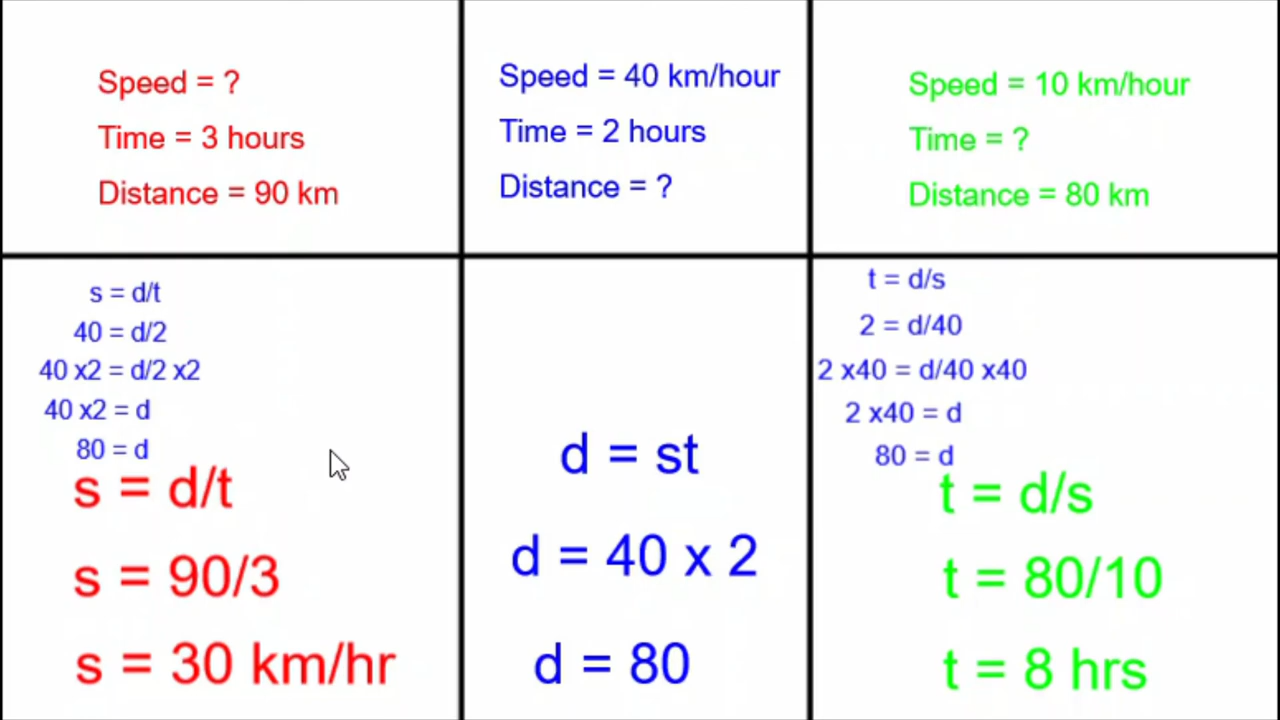 Speed = ?
Time = 3 hours
Distance = 90 km
Speed = 40 km/hour
Time = 2 hours
Distance = ?
Speed = 10 km/hour
Time = ?
Distance = 80 km
s = d/t
40 = d/2
40 x2 = d/2 x2
40 x2 = d
80 = d
s = d/t
s = 90/3
s = 30 km/hr
d = st
d = 40 x 2
d = 80
t = d/s
2 = d/40
2 x40 = d/40 x40
2 x40 = d
80 = d
t = d/s
t = 80/10
t = 8 hrs